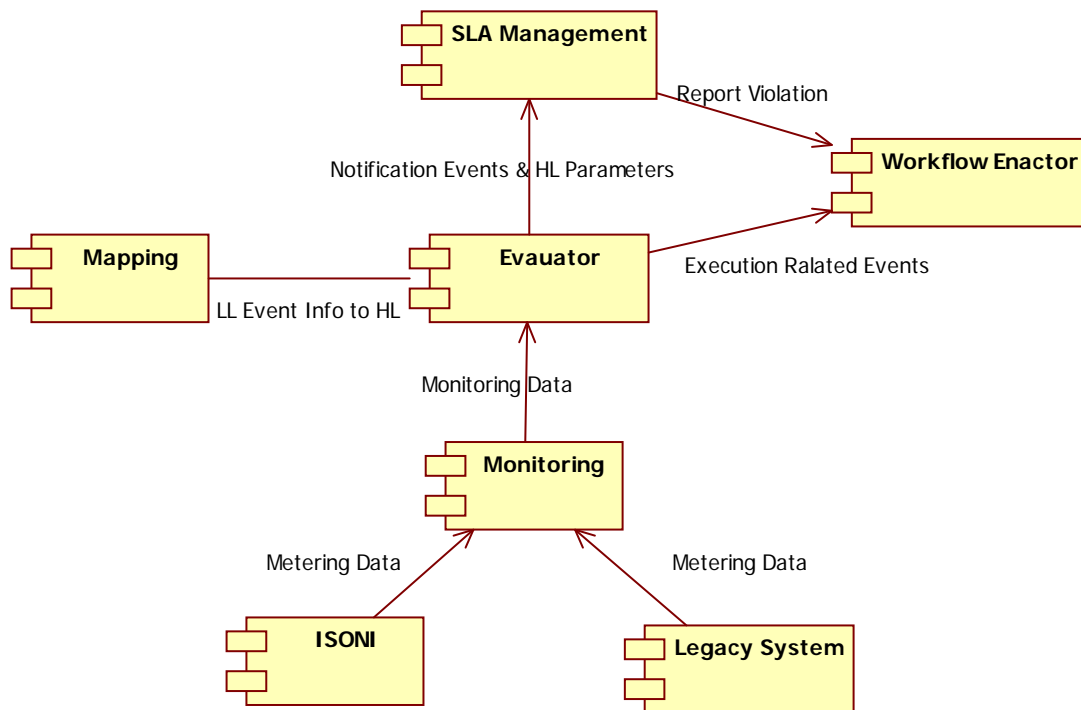 SLA Management
Report Violation
Workflow Enactor
Notification Events & HL Parameters
Mapping
Evauator
Execution Ralated Events
LL Event Info to HL
Monitoring Data
Monitoring
Metering Data
Metering Data
ISONI
Legacy System